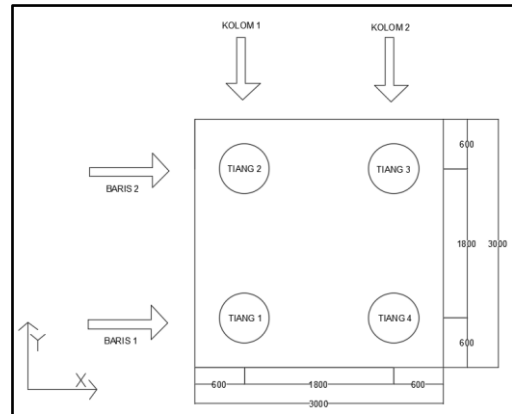 KOLOM 1
KOLOM 2
600
TIANG 2
TIANG 3
BARIS 2
1800
3000
TIANG 1
TIANG 4
BARIS 1
600
Y
X
600
1800
600
3000